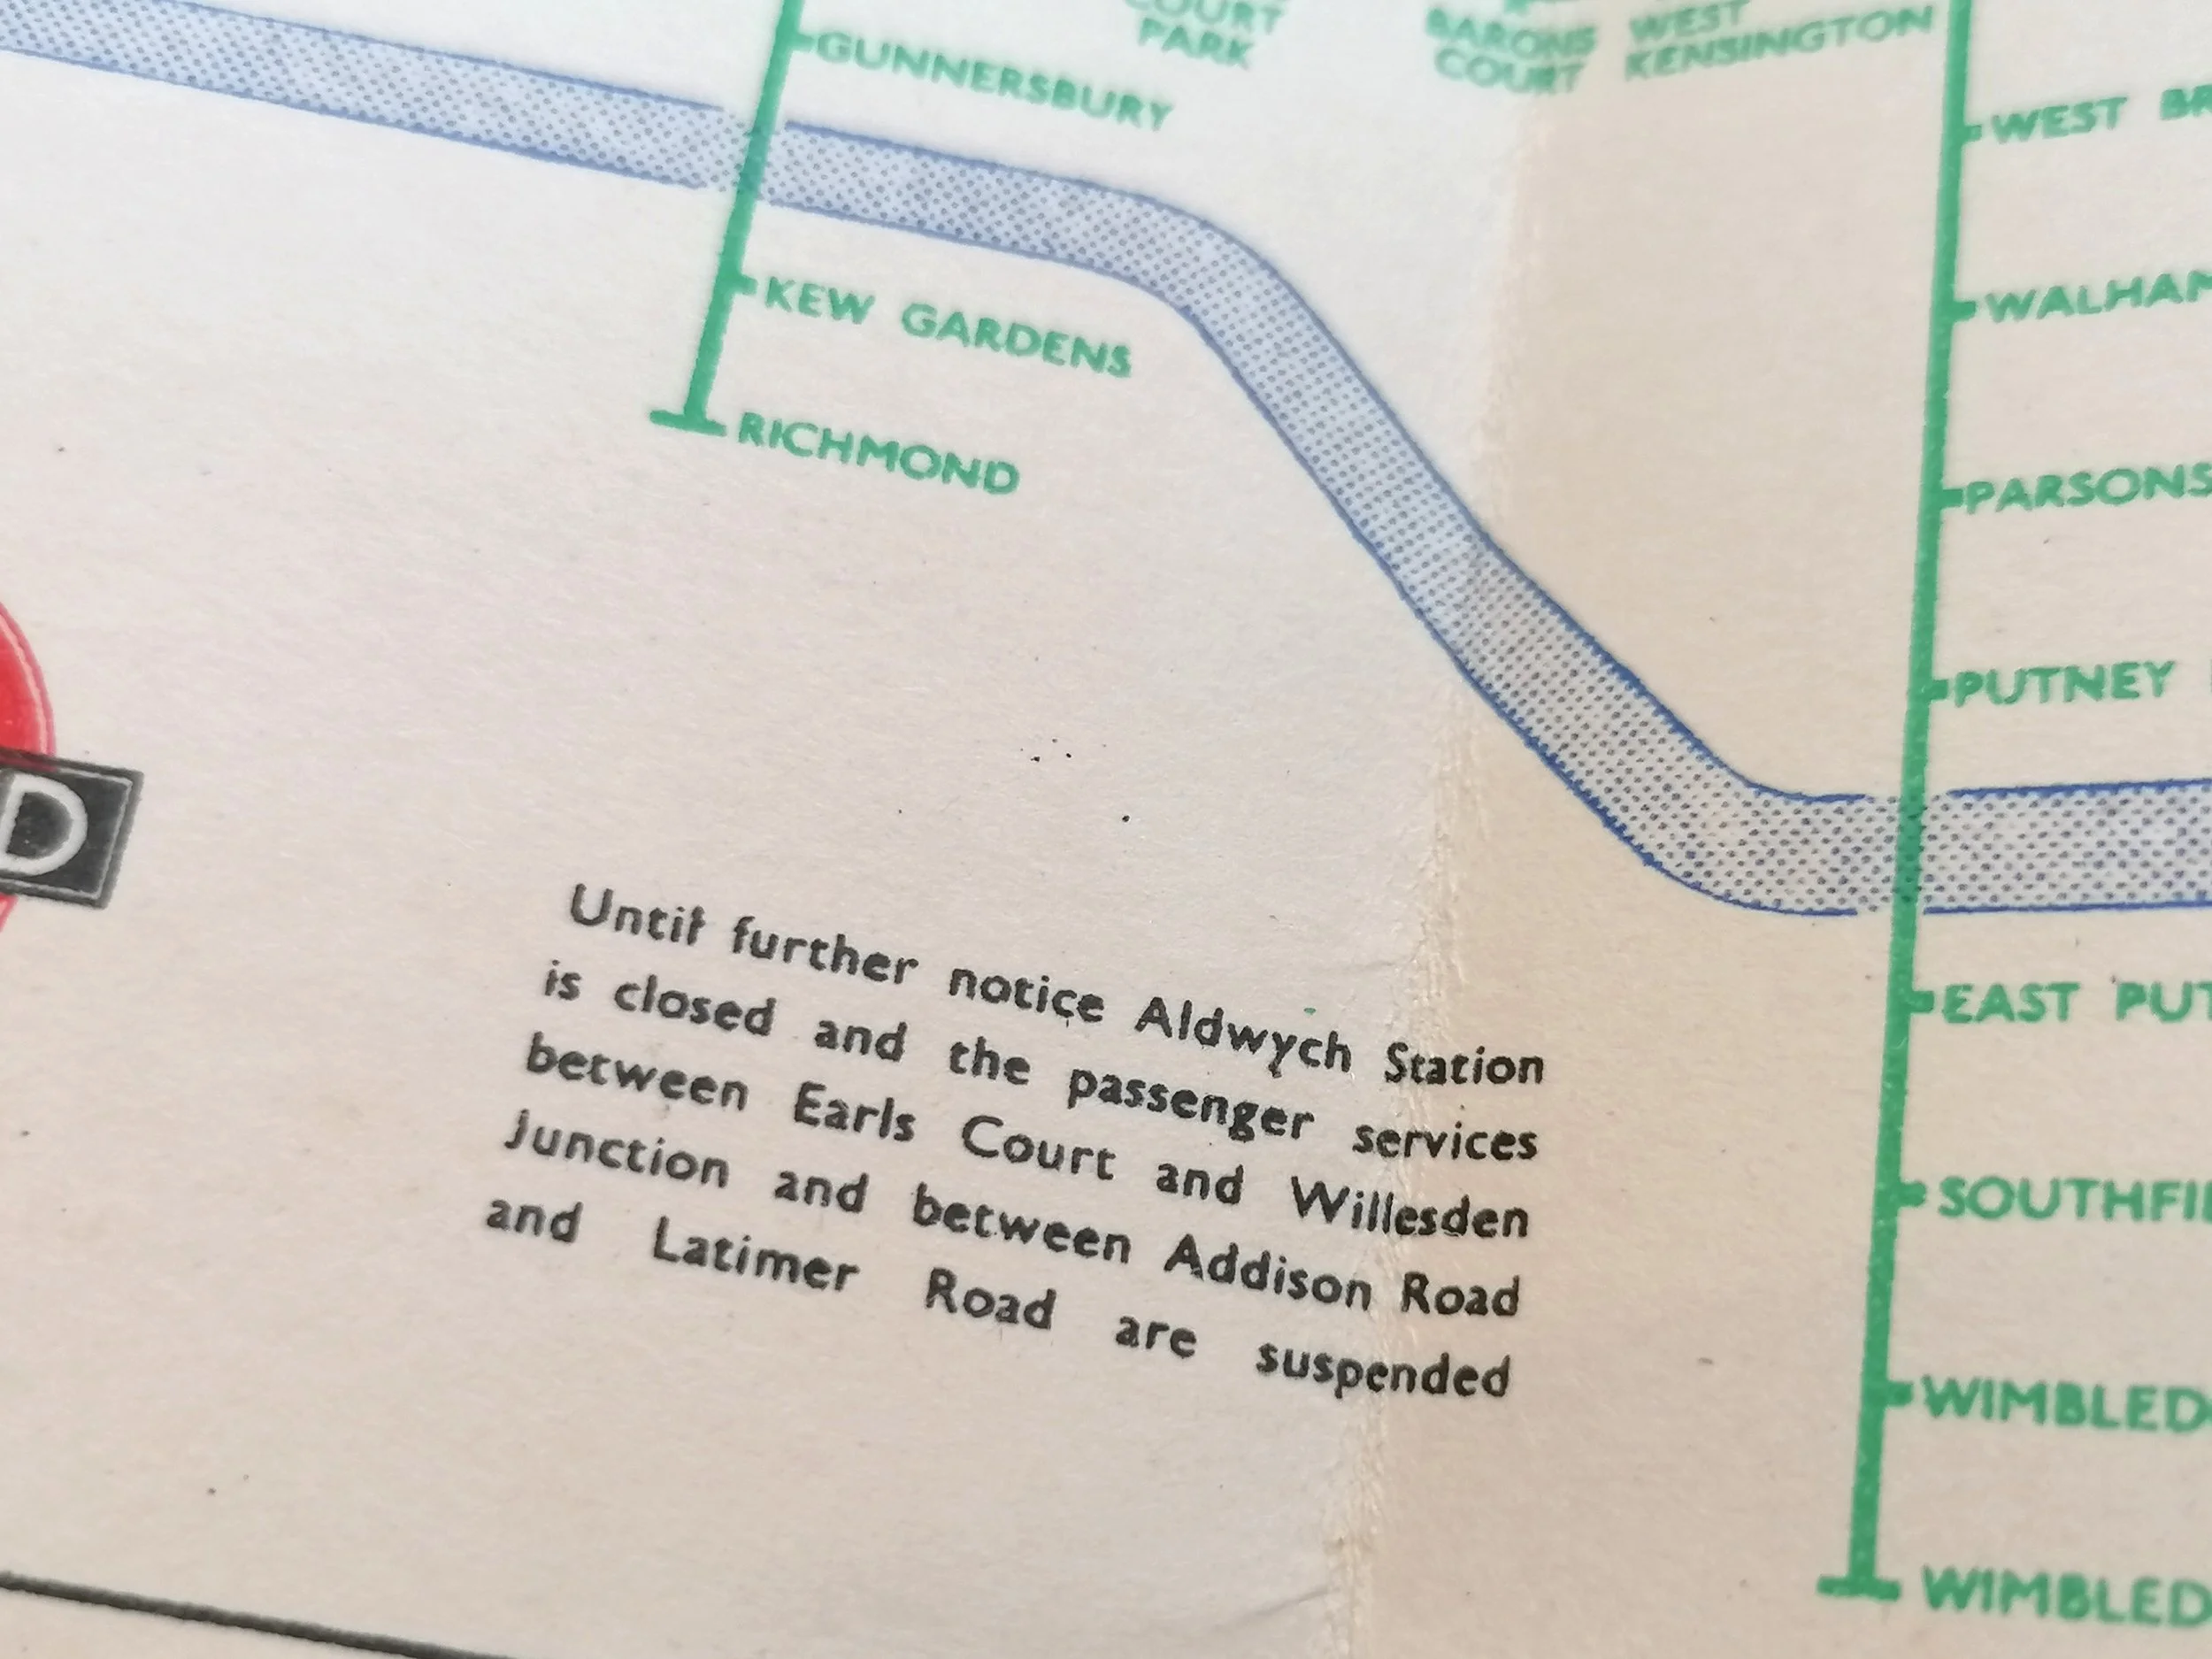 COURT
PARK
BARONS
COURT
WEST
KENSINGTON
GUNNERSBURY
WEST BR
WALHAM
KEW GARDENS
RICHMOND
PARSONS
PUTNEY
D
Until further notice Aldwych Station
is closed and the passenger services
between Earls Court and Willesden
Junction and between Addison Road
and Latimer Road are suspended
EAST PUT
SOUTHFI
WIMBLED
WIMBLED